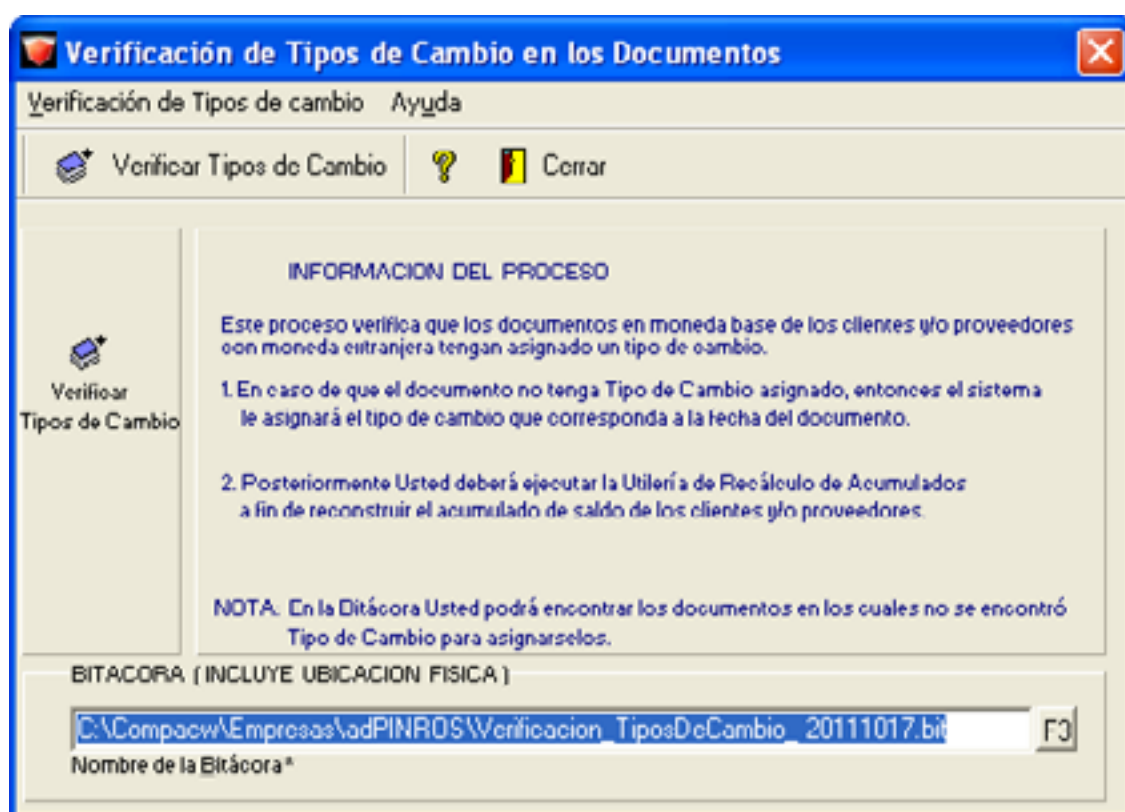 Verificación de Tipos de Cambio en los Documentos
Verificación de Tipos de cambio Ayuda
Verificar Tipos de Cambio Cerrar
INFORMACION DEL PROCESO
Este proceso verifica que los documentos en moneda base de los clientes y/o proveedores
con moneda extranjera tengan asignado un tipo de cambio.
Verificar
Tipos de Cambio
1. En caso de que el documento no tenga Tipo de Cambio asignado, entonces el sistema
le asignará el tipo de cambio que corresponda a la fecha del documento.
2. Posteriormente Usted deberá ejecutar la Utilería de Recálculo de Acumulados
a fin de reconstruir el acumulado de saldo de los clientes y/o proveedores.
NOTA. En la Bitácora Usted podrá encontrar los documentos en los cuales no se encontró
Tipo de Cambio para asignarselos.
BITACORA ( INCLUYE UBICACION FISICA )
C:\Compacw\Empresas\adPINROS\Verificacion_TiposDeCambio_ 20111017.bit F3
Nombre de la Bitácora*